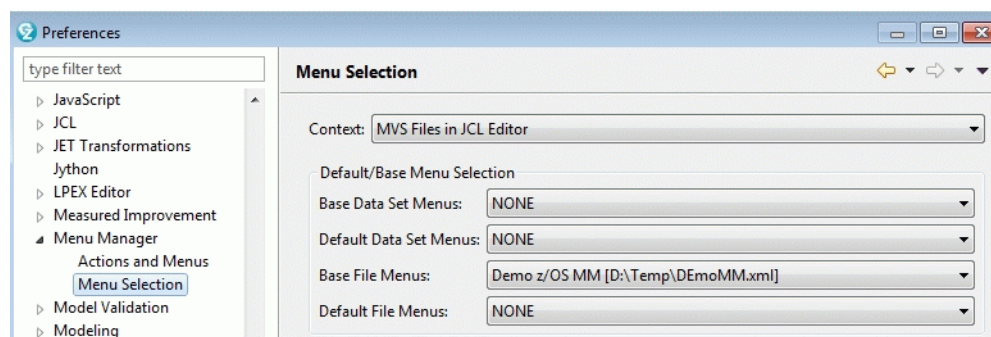 Preferences
type filter text
JavaScript
JCL
JET Transformations
Jython
LPEX Editor
Measured Improvement
Menu Manager
Actions and Menus
Menu Selection
Model Validation
Modeling
Menu Selection
Context: MVS Files in JCL Editor
Default/Base Menu Selection
Base Data Set Menus: NONE
Default Data Set Menus: NONE
Base File Menus: Demo z/OS MM [D:\Temp\DEmoMM.xml]
Default File Menus: NONE